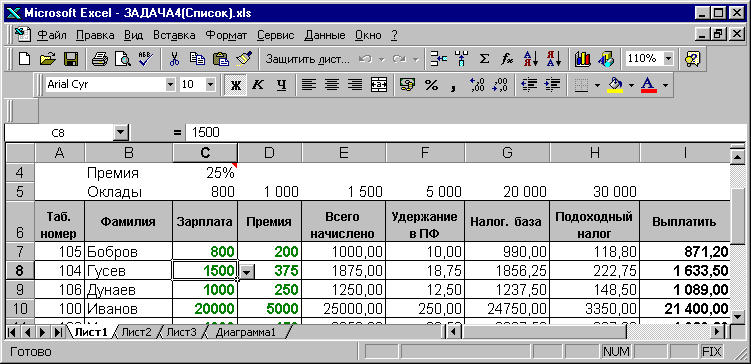 Microsoft Excel - ЗАДАЧА4(Список).xls
Файл Правка Вид Вставка Формат Сервис Данные Окно ?
Защитить лист... 110%
Arial Cyr 10 Ж К Ч
C8 = 1500
A B C D E F G H I
4 Премия 25%
5 Оклады 800 1 000 1 500 5 000 20 000 30 000
6 Таб. номер Фамилия Зарплата Премия Всего начислено Удержание в ПФ Налог. база Подоходный налог Выплатить
7 105 Бобров 800 200 1000,00 10,00 990,00 118,80 871,20
8 104 Гусев 1500 375 1875,00 18,75 1856,25 222,75 1 633,50
9 106 Дунаев 1000 250 1250,00 12,50 1237,50 148,50 1 089,00
10 100 Иванов 20000 5000 25000,00 250,00 24750,00 3350,00 21 400,00
Лист1 Лист2 Лист3 Диаграмма1
Готово NUM FIX